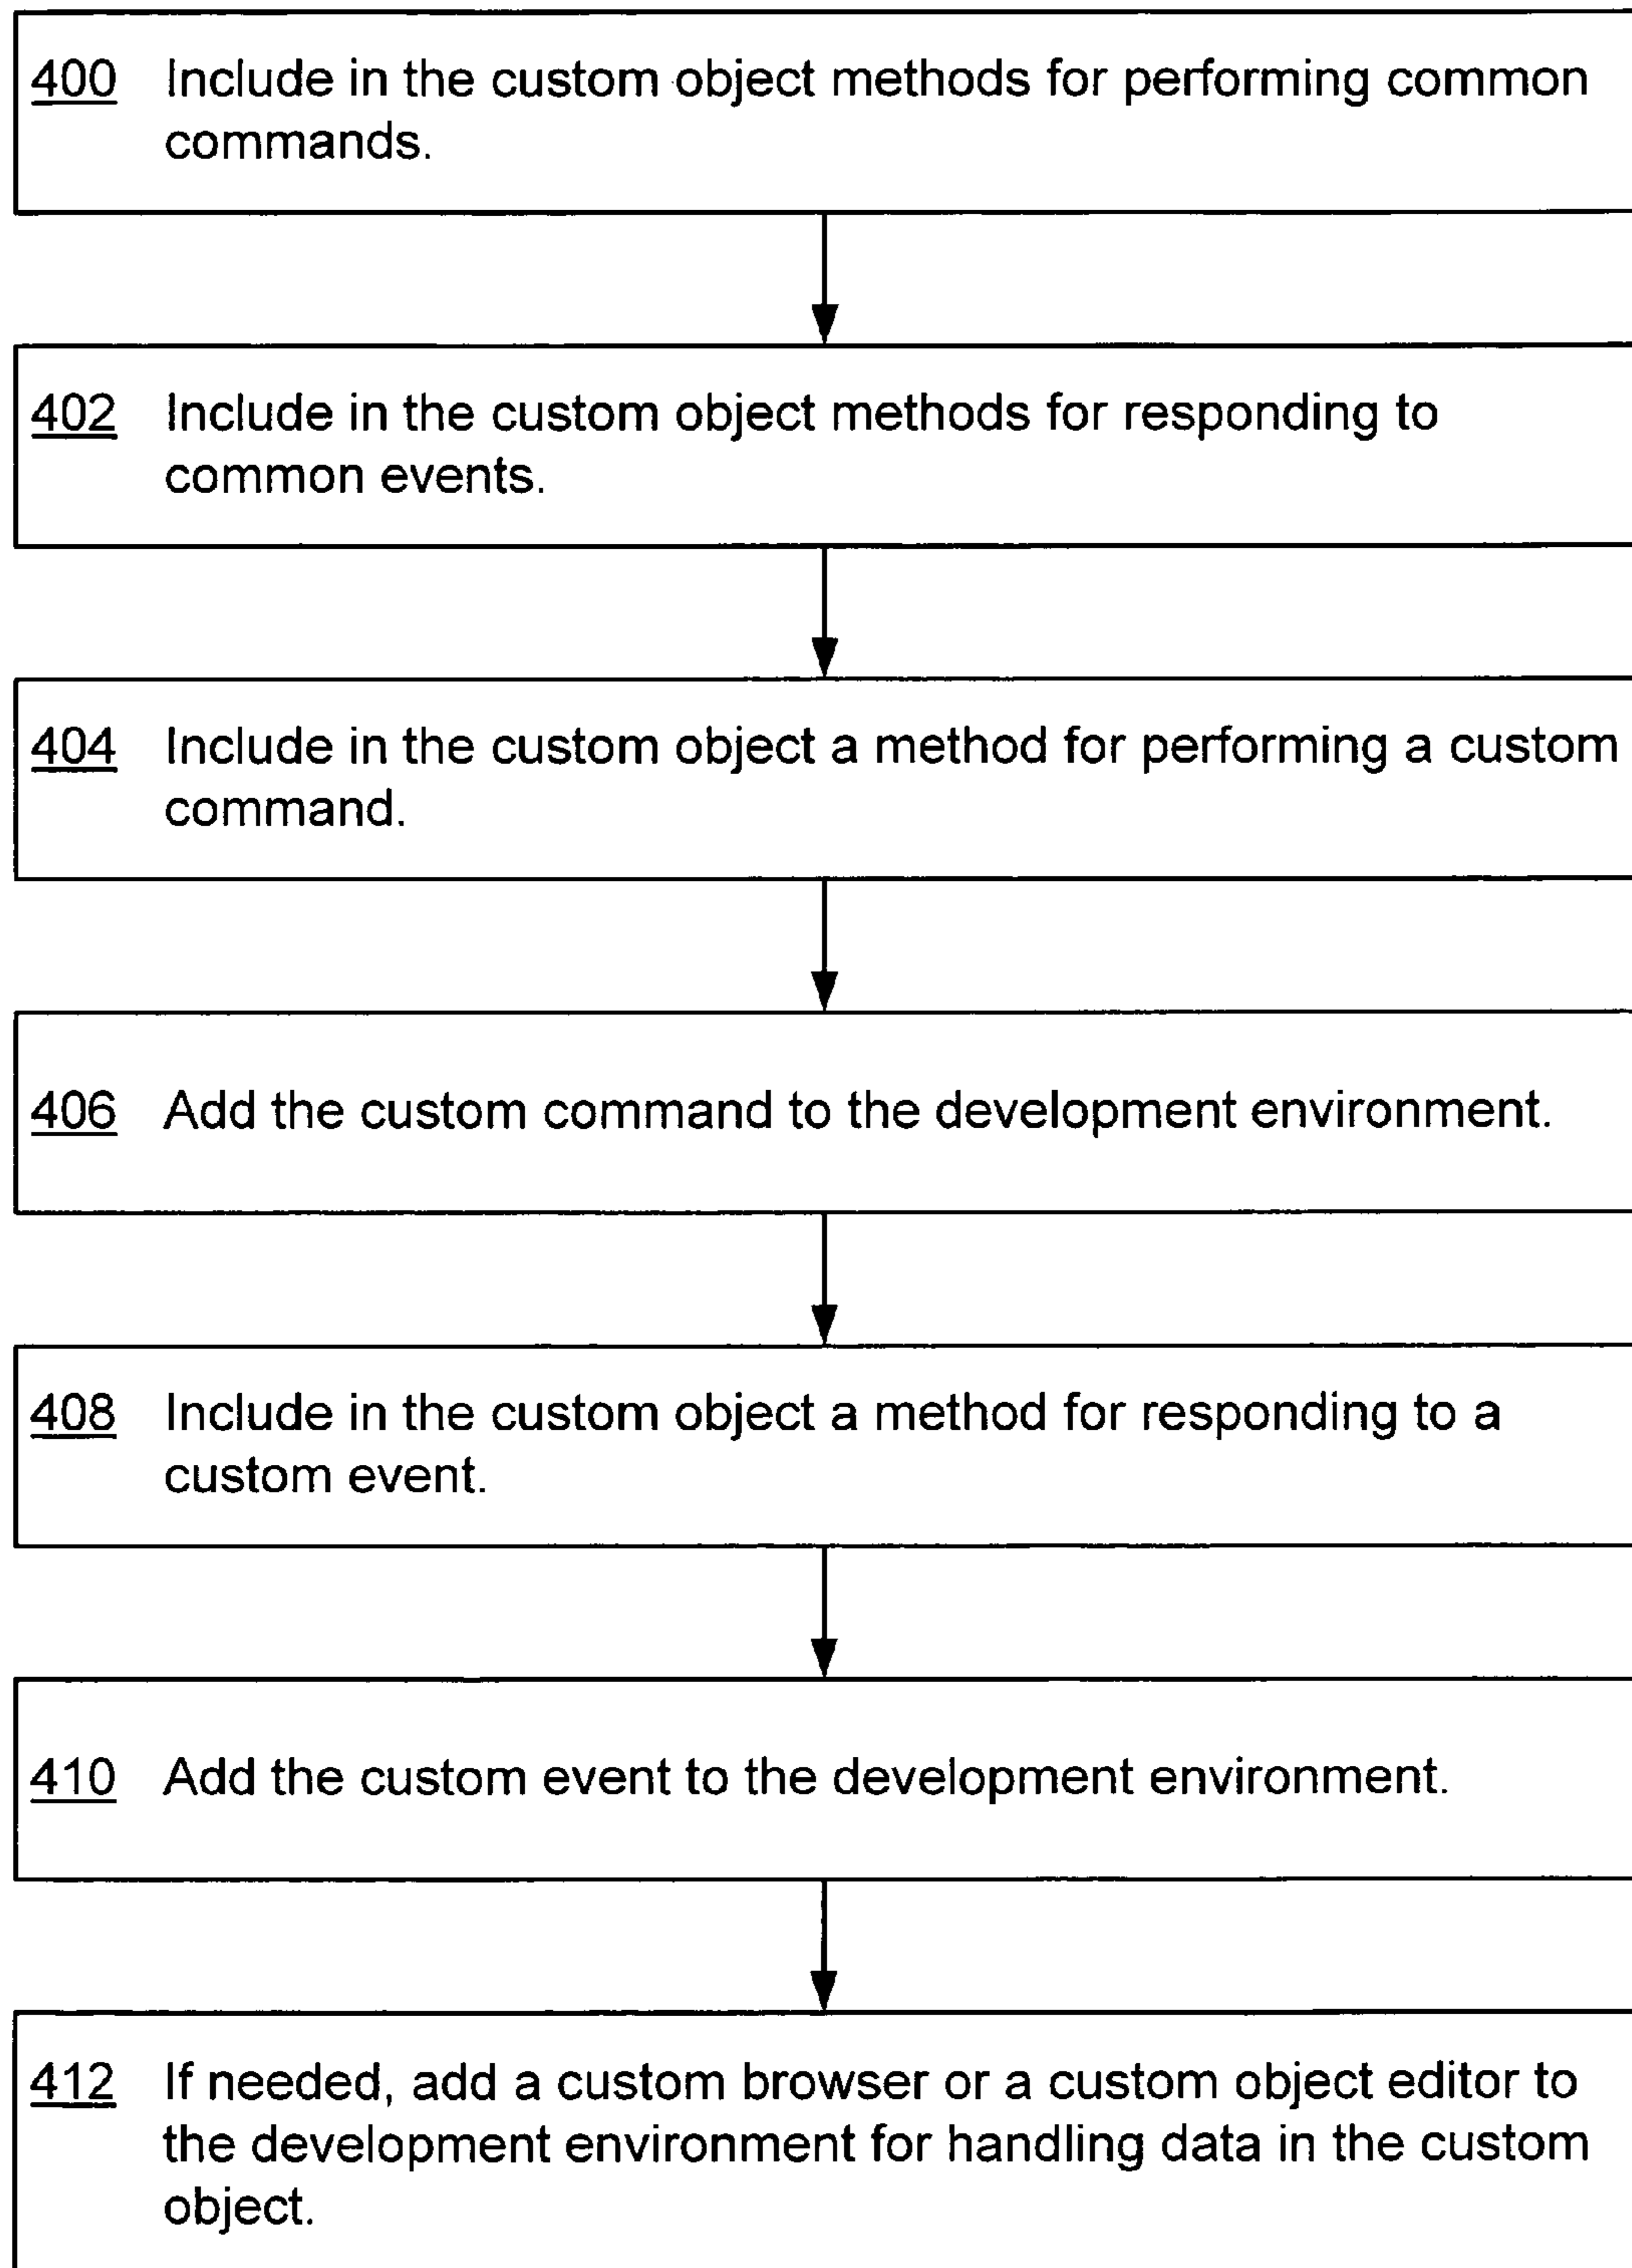 400 Include in the custom object methods for performing common
commands.
402 Include in the custom object methods for responding to
common events.
404 Include in the custom object a method for performing a custom
command.
406 Add the custom command to the development environment.
408 Include in the custom object a method for responding to a
custom event.
410 Add the custom event to the development environment.
412 If needed, add a custom browser or a custom object editor to
the development environment for handling data in the custom
object.